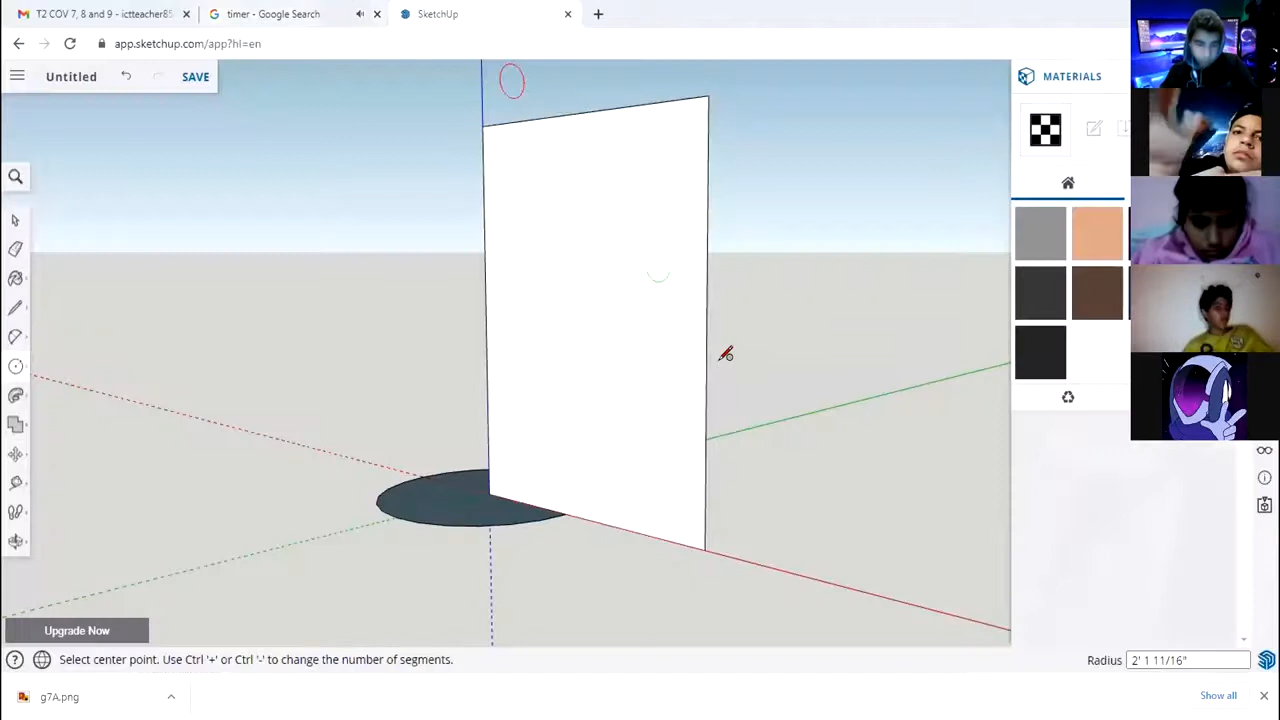 T2 COV 7, 8 and 9 - ictteacher85
timer - Google Search
SketchUp
app.sketchup.com/app?hl=en
Untitled
SAVE
MATERIALS
Upgrade Now
Select center point. Use Ctrl '+' or Ctrl '-' to change the number of segments.
Radius
2' 1 11/16"
g7A.png
Show all